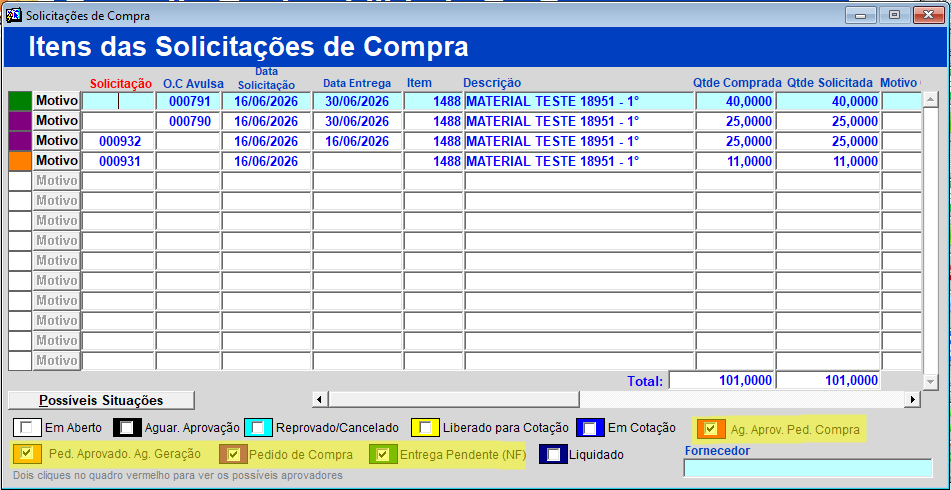 Solicitações de Compra
Itens das Solicitações de Compra
Solicitação O.C Avulsa Data Solicitação Data Entrega Item Descrição Qtde Comprada Qtde Solicitada Motivo
Motivo 000791 16/06/2026 30/06/2026 1488 MATERIAL TESTE 18951 - 1° 40,0000 40,0000
Motivo 000790 16/06/2026 30/06/2026 1488 MATERIAL TESTE 18951 - 1° 25,0000 25,0000
Motivo 000932 16/06/2026 16/06/2026 1488 MATERIAL TESTE 18951 - 1° 25,0000 25,0000
Motivo 000931 16/06/2026 1488 MATERIAL TESTE 18951 - 1° 11,0000 11,0000
Motivo
Motivo
Motivo
Motivo
Motivo
Motivo
Motivo
Motivo
Motivo
Motivo
Total: 101,0000 101,0000
Possíveis Situações
Em Aberto Aguar. Aprovação Reprovado/Cancelado Liberado para Cotação Em Cotação Ag. Aprov. Ped. Compra
Ped. Aprovado. Ag. Geração Pedido de Compra Entrega Pendente (NF) Liquidado Fornecedor
Dois cliques no quadro vermelho para ver os possíveis aprovadores